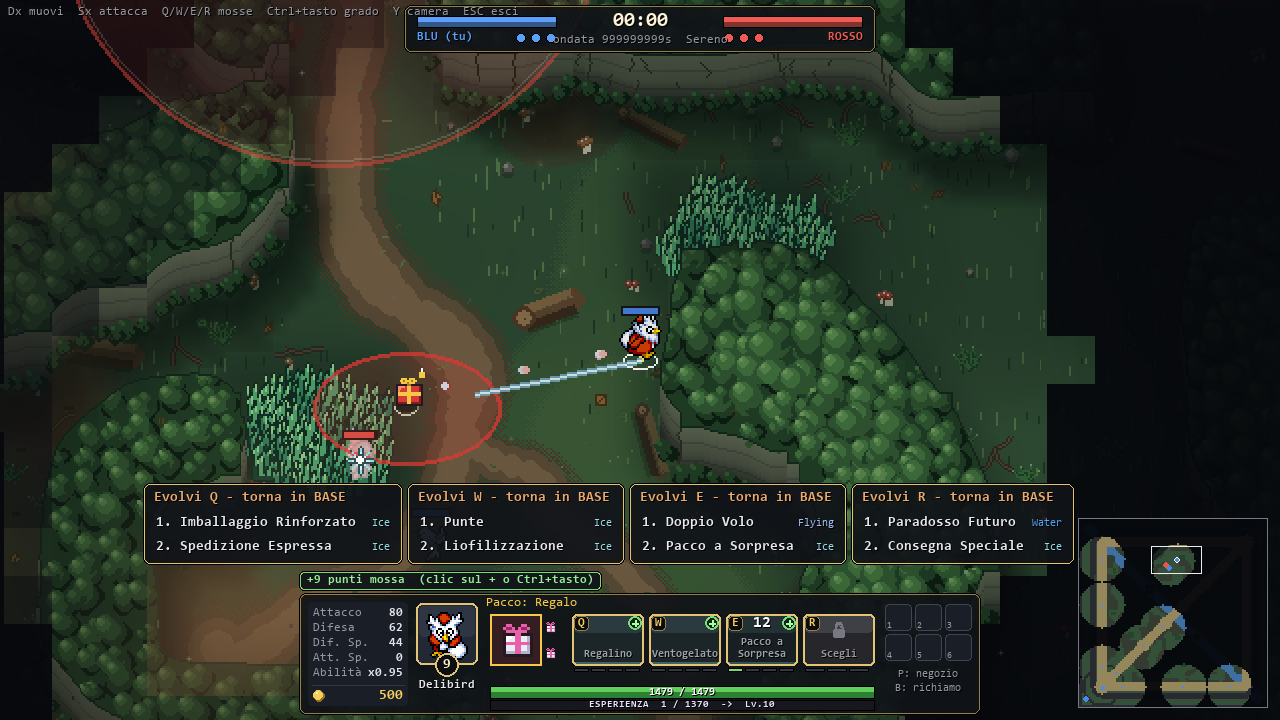 Dx muovi  Sx attacca  Q/W/E/R mosse  Ctrl+tasto grado  Y camera  ESC esci
00:00
BLU (tu)
ondata 999999999s  Sereno
ROSSO
Evolvi Q - torna in BASE
1. Imballaggio Rinforzato  Ice
2. Spedizione Espressa  Ice
Evolvi W - torna in BASE
1. Punte  Ice
2. Liofilizzazione  Ice
Evolvi E - torna in BASE
1. Doppio Volo  Flying
2. Pacco a Sorpresa  Ice
Evolvi R - torna in BASE
1. Paradosso Futuro  Water
2. Consegna Speciale  Ice
+9 punti mossa  (clic sul + o Ctrl+tasto)
Attacco  80
Difesa  62
Dif. Sp.  44
Att. Sp.  0
Abilità  x0.95
500
9
Delibird
Pacco: Regalo
Q  +
Regalino
W  +
Ventogelato
E  12  +
Pacco a
Sorpresa
R
Scegli
1479 / 1479
ESPERIENZA  1 / 1370  ->  Lv.10
1  2  3
4  5  6
P: negozio
B: richiamo